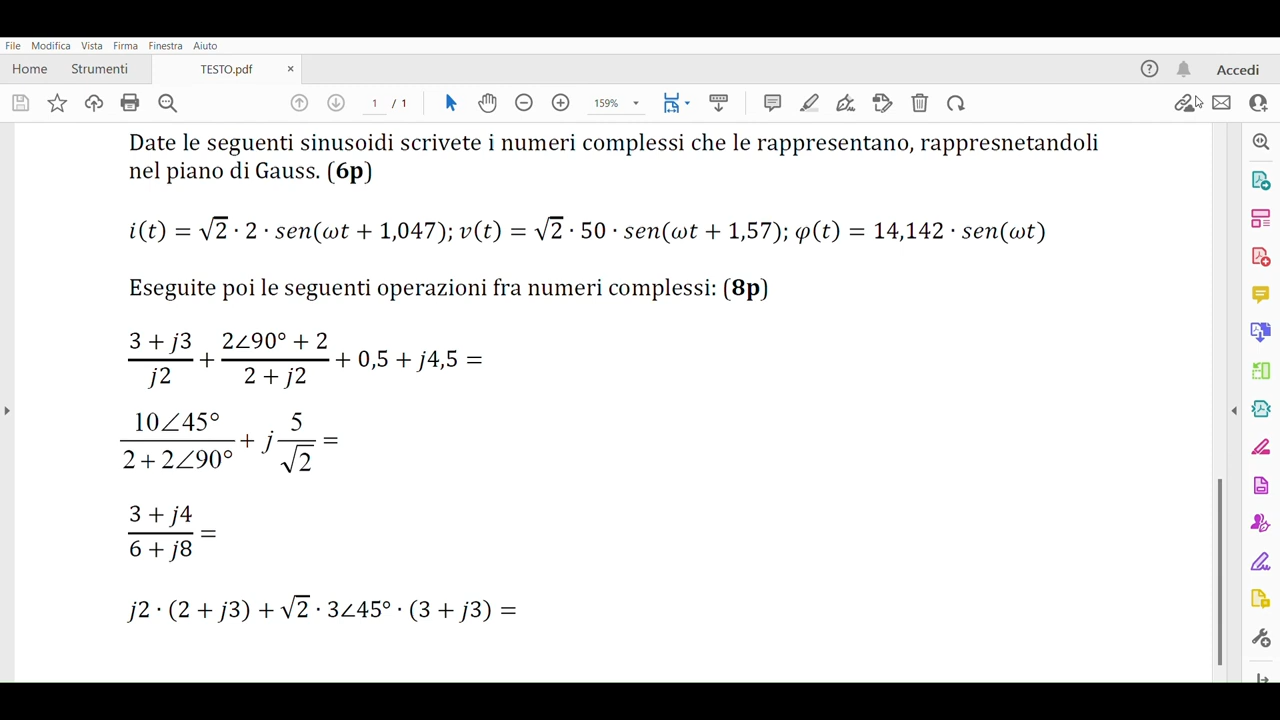 File Modifica Vista Firma Finestra Aiuto
Home Strumenti TESTO.pdf × Accedi
1 / 1 159%
Date le seguenti sinusoidi scrivete i numeri complessi che le rappresentano, rappresnetandoli
nel piano di Gauss. (6p)
i(t) = √2 · 2 · sen(ωt + 1,047); v(t) = √2 · 50 · sen(ωt + 1,57); φ(t) = 14,142 · sen(ωt)
Eseguite poi le seguenti operazioni fra numeri complessi: (8p)
(3 + j3)/(j2) + (2∠90° + 2)/(2 + j2) + 0,5 + j4,5 =
(10∠45°)/(2 + 2∠90°) + j 5/√2 =
(3 + j4)/(6 + j8) =
j2 · (2 + j3) + √2 · 3∠45° · (3 + j3) =